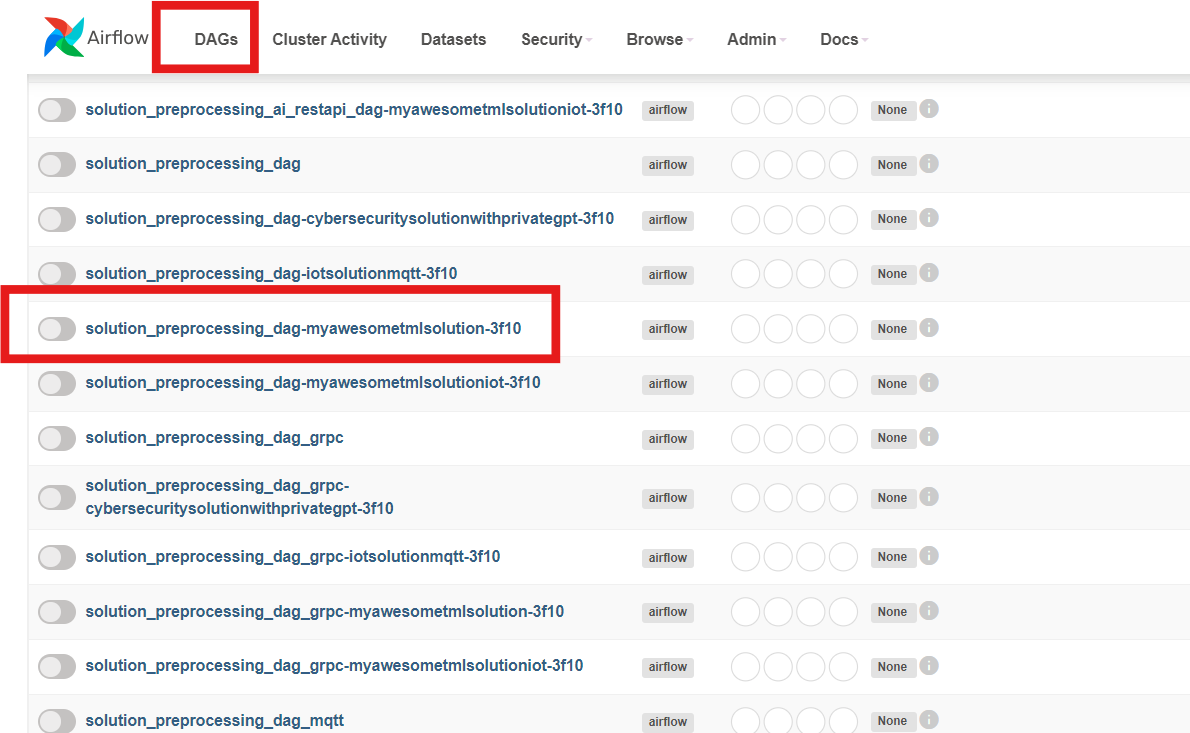 Airflow DAGs Cluster Activity Datasets Security Browse Admin Docs
solution_preprocessing_ai_restapi_dag-myawesometmlsolutioniot-3f10 airflow None i
solution_preprocessing_dag airflow None i
solution_preprocessing_dag-cybersecuritysolutionwithprivategpt-3f10 airflow None i
solution_preprocessing_dag-iotsolutionmqtt-3f10 airflow None i
solution_preprocessing_dag-myawesometmlsolution-3f10 airflow None i
solution_preprocessing_dag-myawesometmlsolutioniot-3f10 airflow None i
solution_preprocessing_dag_grpc airflow None i
solution_preprocessing_dag_grpc-
cybersecuritysolutionwithprivategpt-3f10 airflow None i
solution_preprocessing_dag_grpc-iotsolutionmqtt-3f10 airflow None i
solution_preprocessing_dag_grpc-myawesometmlsolution-3f10 airflow None i
solution_preprocessing_dag_grpc-myawesometmlsolutioniot-3f10 airflow None i
solution_preprocessing_dag_mqtt airflow None i